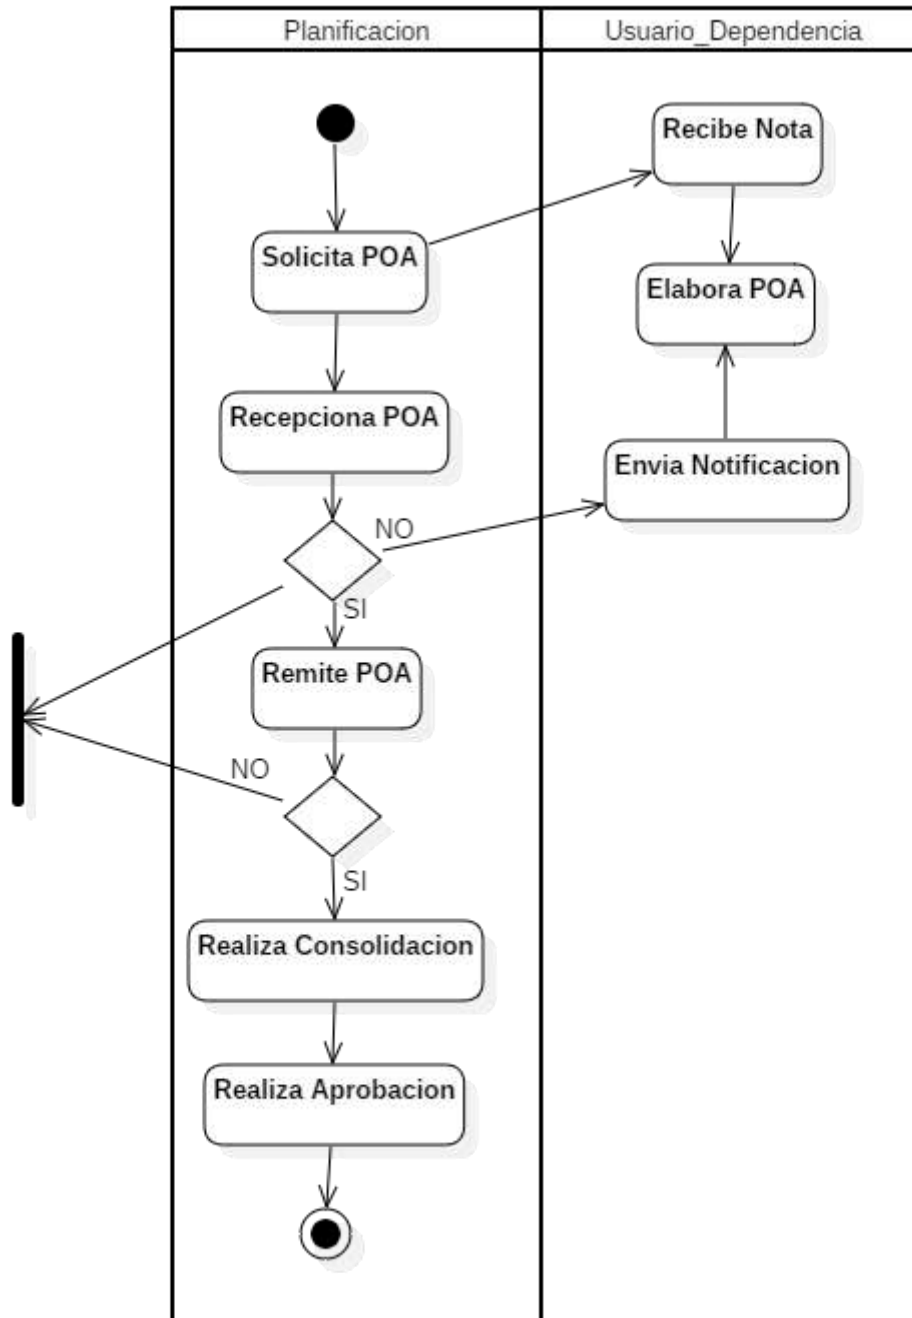 Planificacion
Usuario_Dependencia
Recibe Nota
Solicita POA
Elabora POA
Recepciona POA
Envia Notificacion
NO
SI
Remite POA
NO
SI
Realiza Consolidacion
Realiza Aprobacion